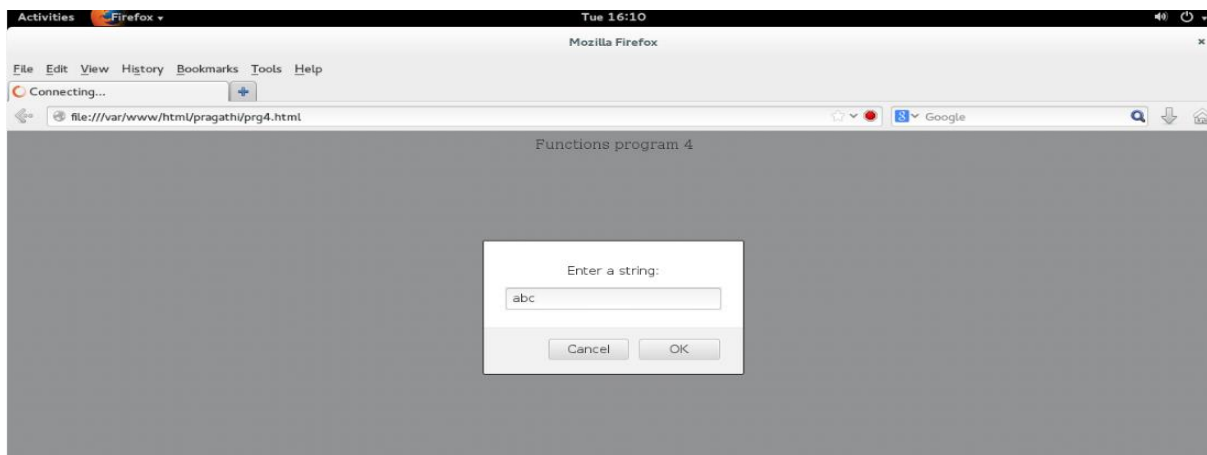 Activities Firefox Tue 16:10
Mozilla Firefox
File Edit View History Bookmarks Tools Help
Connecting...
file:///var/www/html/pragathi/prg4.html Google
Functions program 4
Enter a string:
abc
Cancel OK